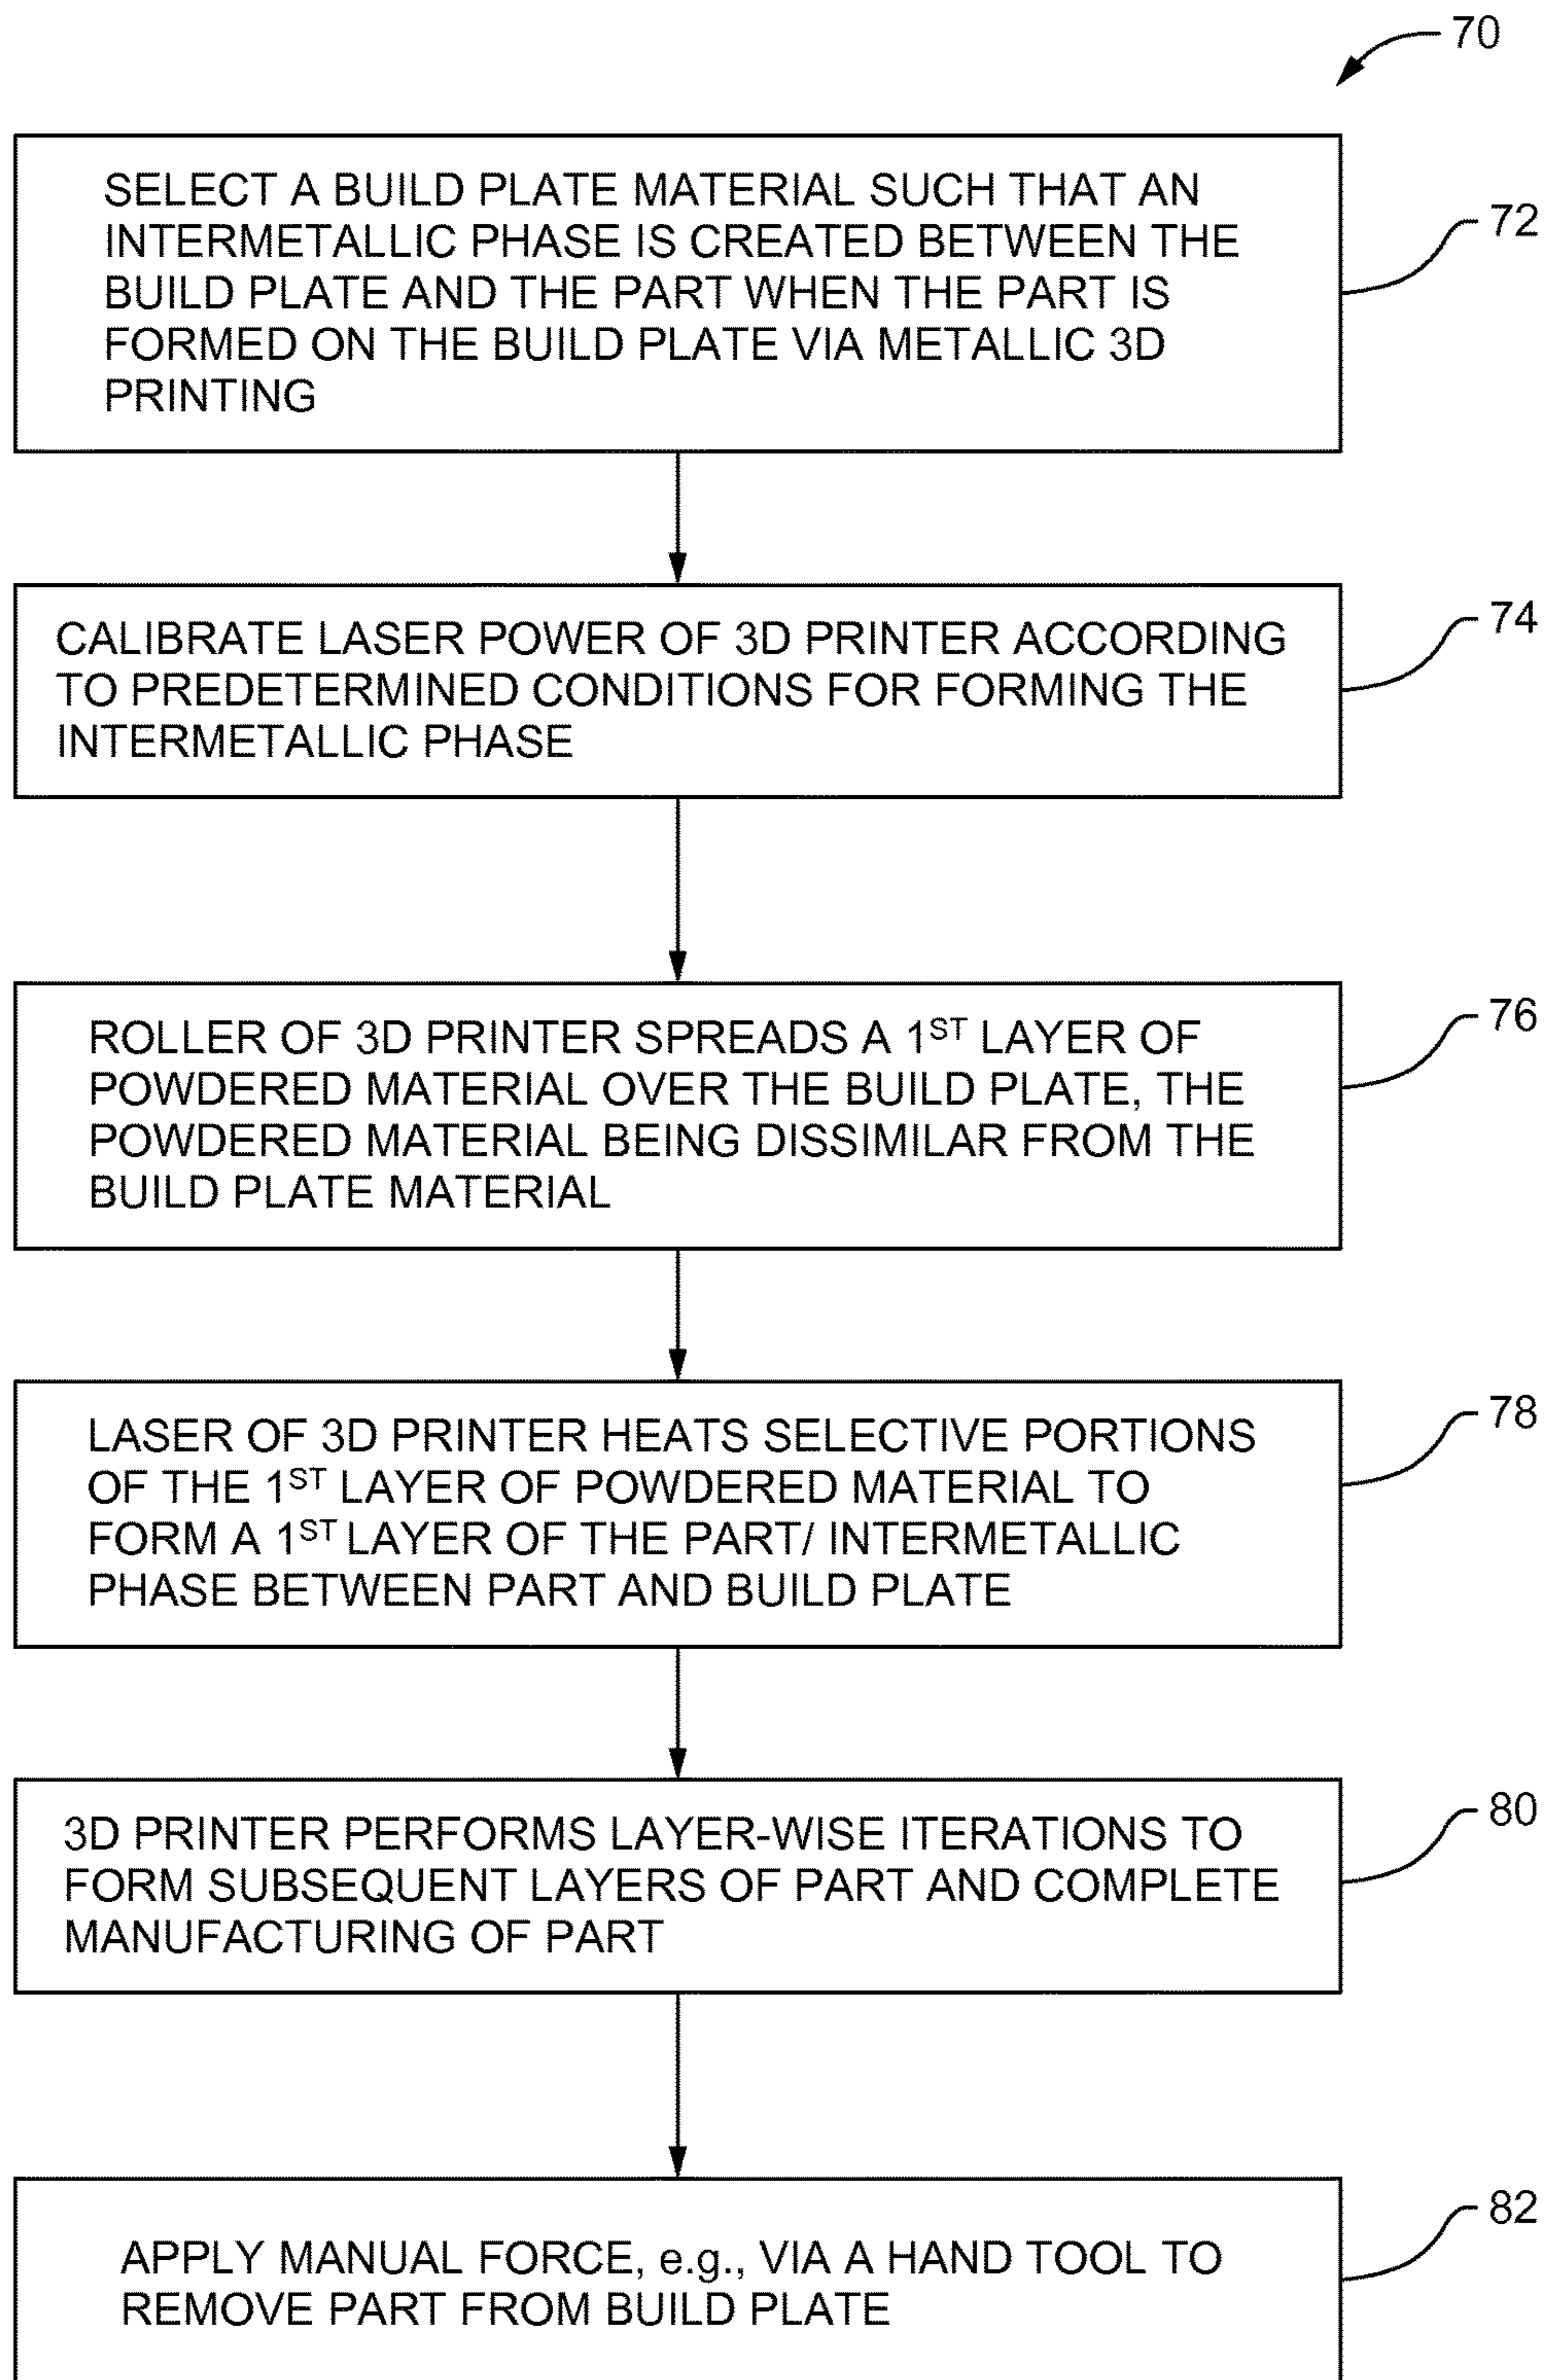 70
SELECT A BUILD PLATE MATERIAL SUCH THAT AN
INTERMETALLIC PHASE IS CREATED BETWEEN THE
BUILD PLATE AND THE PART WHEN THE PART IS
FORMED ON THE BUILD PLATE VIA METALLIC 3D
PRINTING
72
CALIBRATE LASER POWER OF 3D PRINTER ACCORDING
TO PREDETERMINED CONDITIONS FOR FORMING THE
INTERMETALLIC PHASE
74
ROLLER OF 3D PRINTER SPREADS A 1ST LAYER OF
POWDERED MATERIAL OVER THE BUILD PLATE, THE
POWDERED MATERIAL BEING DISSIMILAR FROM THE
BUILD PLATE MATERIAL
76
LASER OF 3D PRINTER HEATS SELECTIVE PORTIONS
OF THE 1ST LAYER OF POWDERED MATERIAL TO
FORM A 1ST LAYER OF THE PART/ INTERMETALLIC
PHASE BETWEEN PART AND BUILD PLATE
78
3D PRINTER PERFORMS LAYER-WISE ITERATIONS TO
FORM SUBSEQUENT LAYERS OF PART AND COMPLETE
MANUFACTURING OF PART
80
APPLY MANUAL FORCE, e.g., VIA A HAND TOOL TO
REMOVE PART FROM BUILD PLATE
82